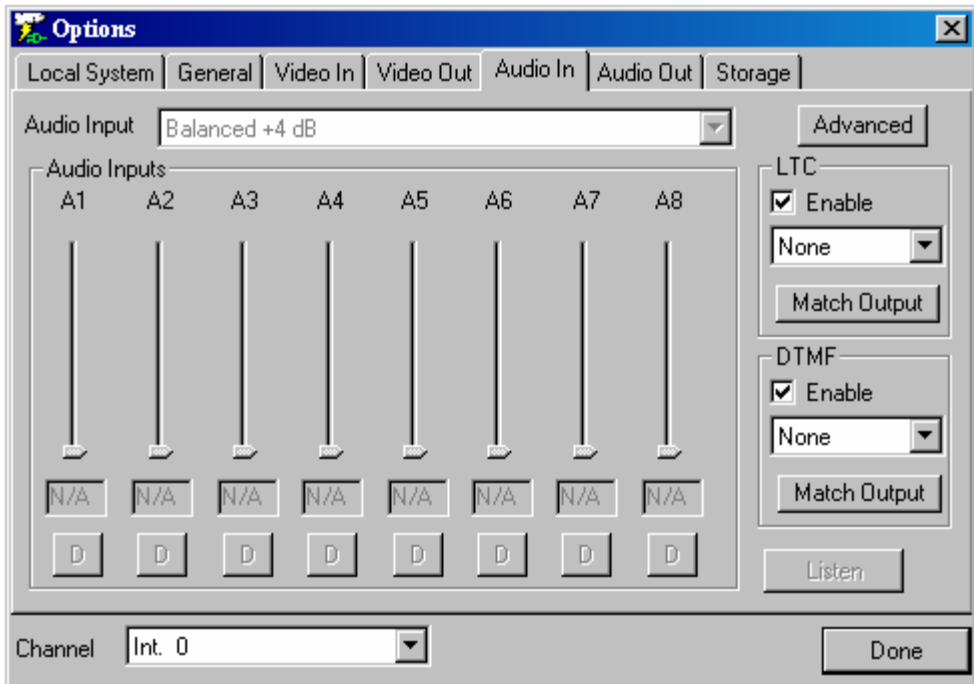 Options
Local System General Video In Video Out Audio In Audio Out Storage
Audio Input Balanced +4 dB Advanced
Audio Inputs
A1 A2 A3 A4 A5 A6 A7 A8
N/A N/A N/A N/A N/A N/A N/A N/A
D D D D D D D D
LTC
Enable
None
Match Output
DTMF
Enable
None
Match Output
Listen
Channel Int. 0 Done